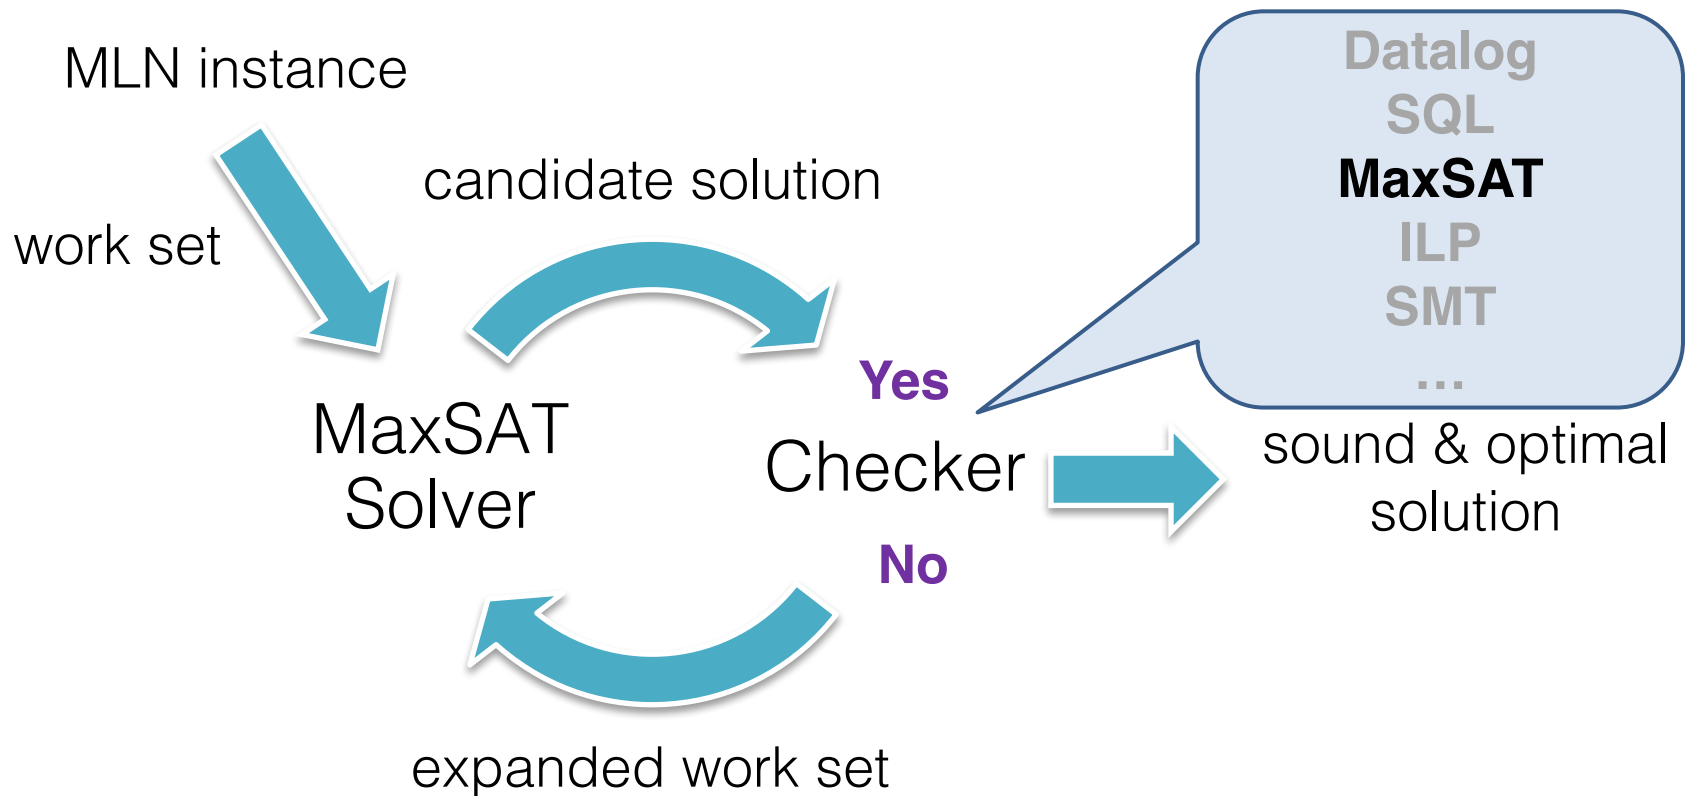 MLN instance
work set
candidate solution
MaxSAT
Solver
Yes
Checker
No
expanded work set
Datalog
SQL
MaxSAT
ILP
SMT
...
sound & optimal
solution